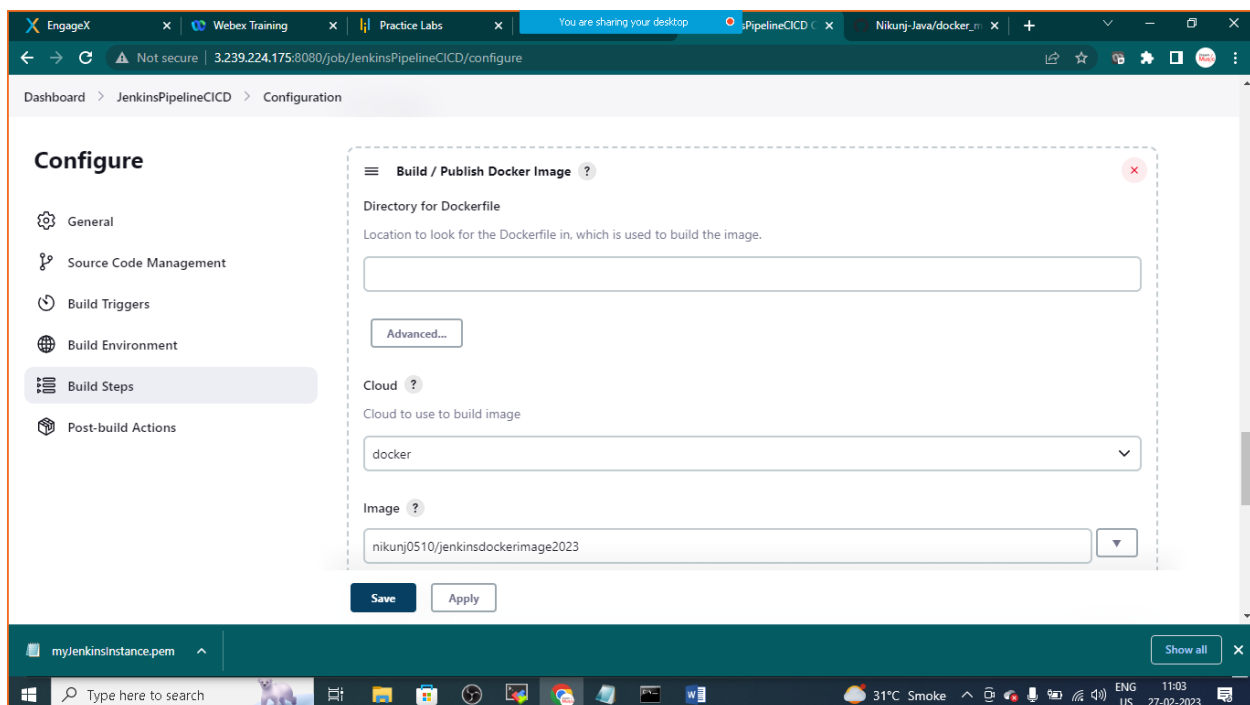 EngageX
Webex Training
Practice Labs
You are sharing your desktop
sPipelineCICD C
Nikunj-Java/docker_m
Not secure
3.239.224.175:8080/job/JenkinsPipelineCICD/configure
Dashboard > JenkinsPipelineCICD > Configuration
Configure
General
Source Code Management
Build Triggers
Build Environment
Build Steps
Post-build Actions
Build / Publish Docker Image ?
Directory for Dockerfile
Location to look for the Dockerfile in, which is used to build the image.
Advanced...
Cloud ?
Cloud to use to build image
docker
Image ?
nikunj0510/jenkinsdockerimage2023
Save
Apply
myJenkinsInstance.pem
Show all
Type here to search
31°C Smoke
ENG
US
11:03
27-02-2023